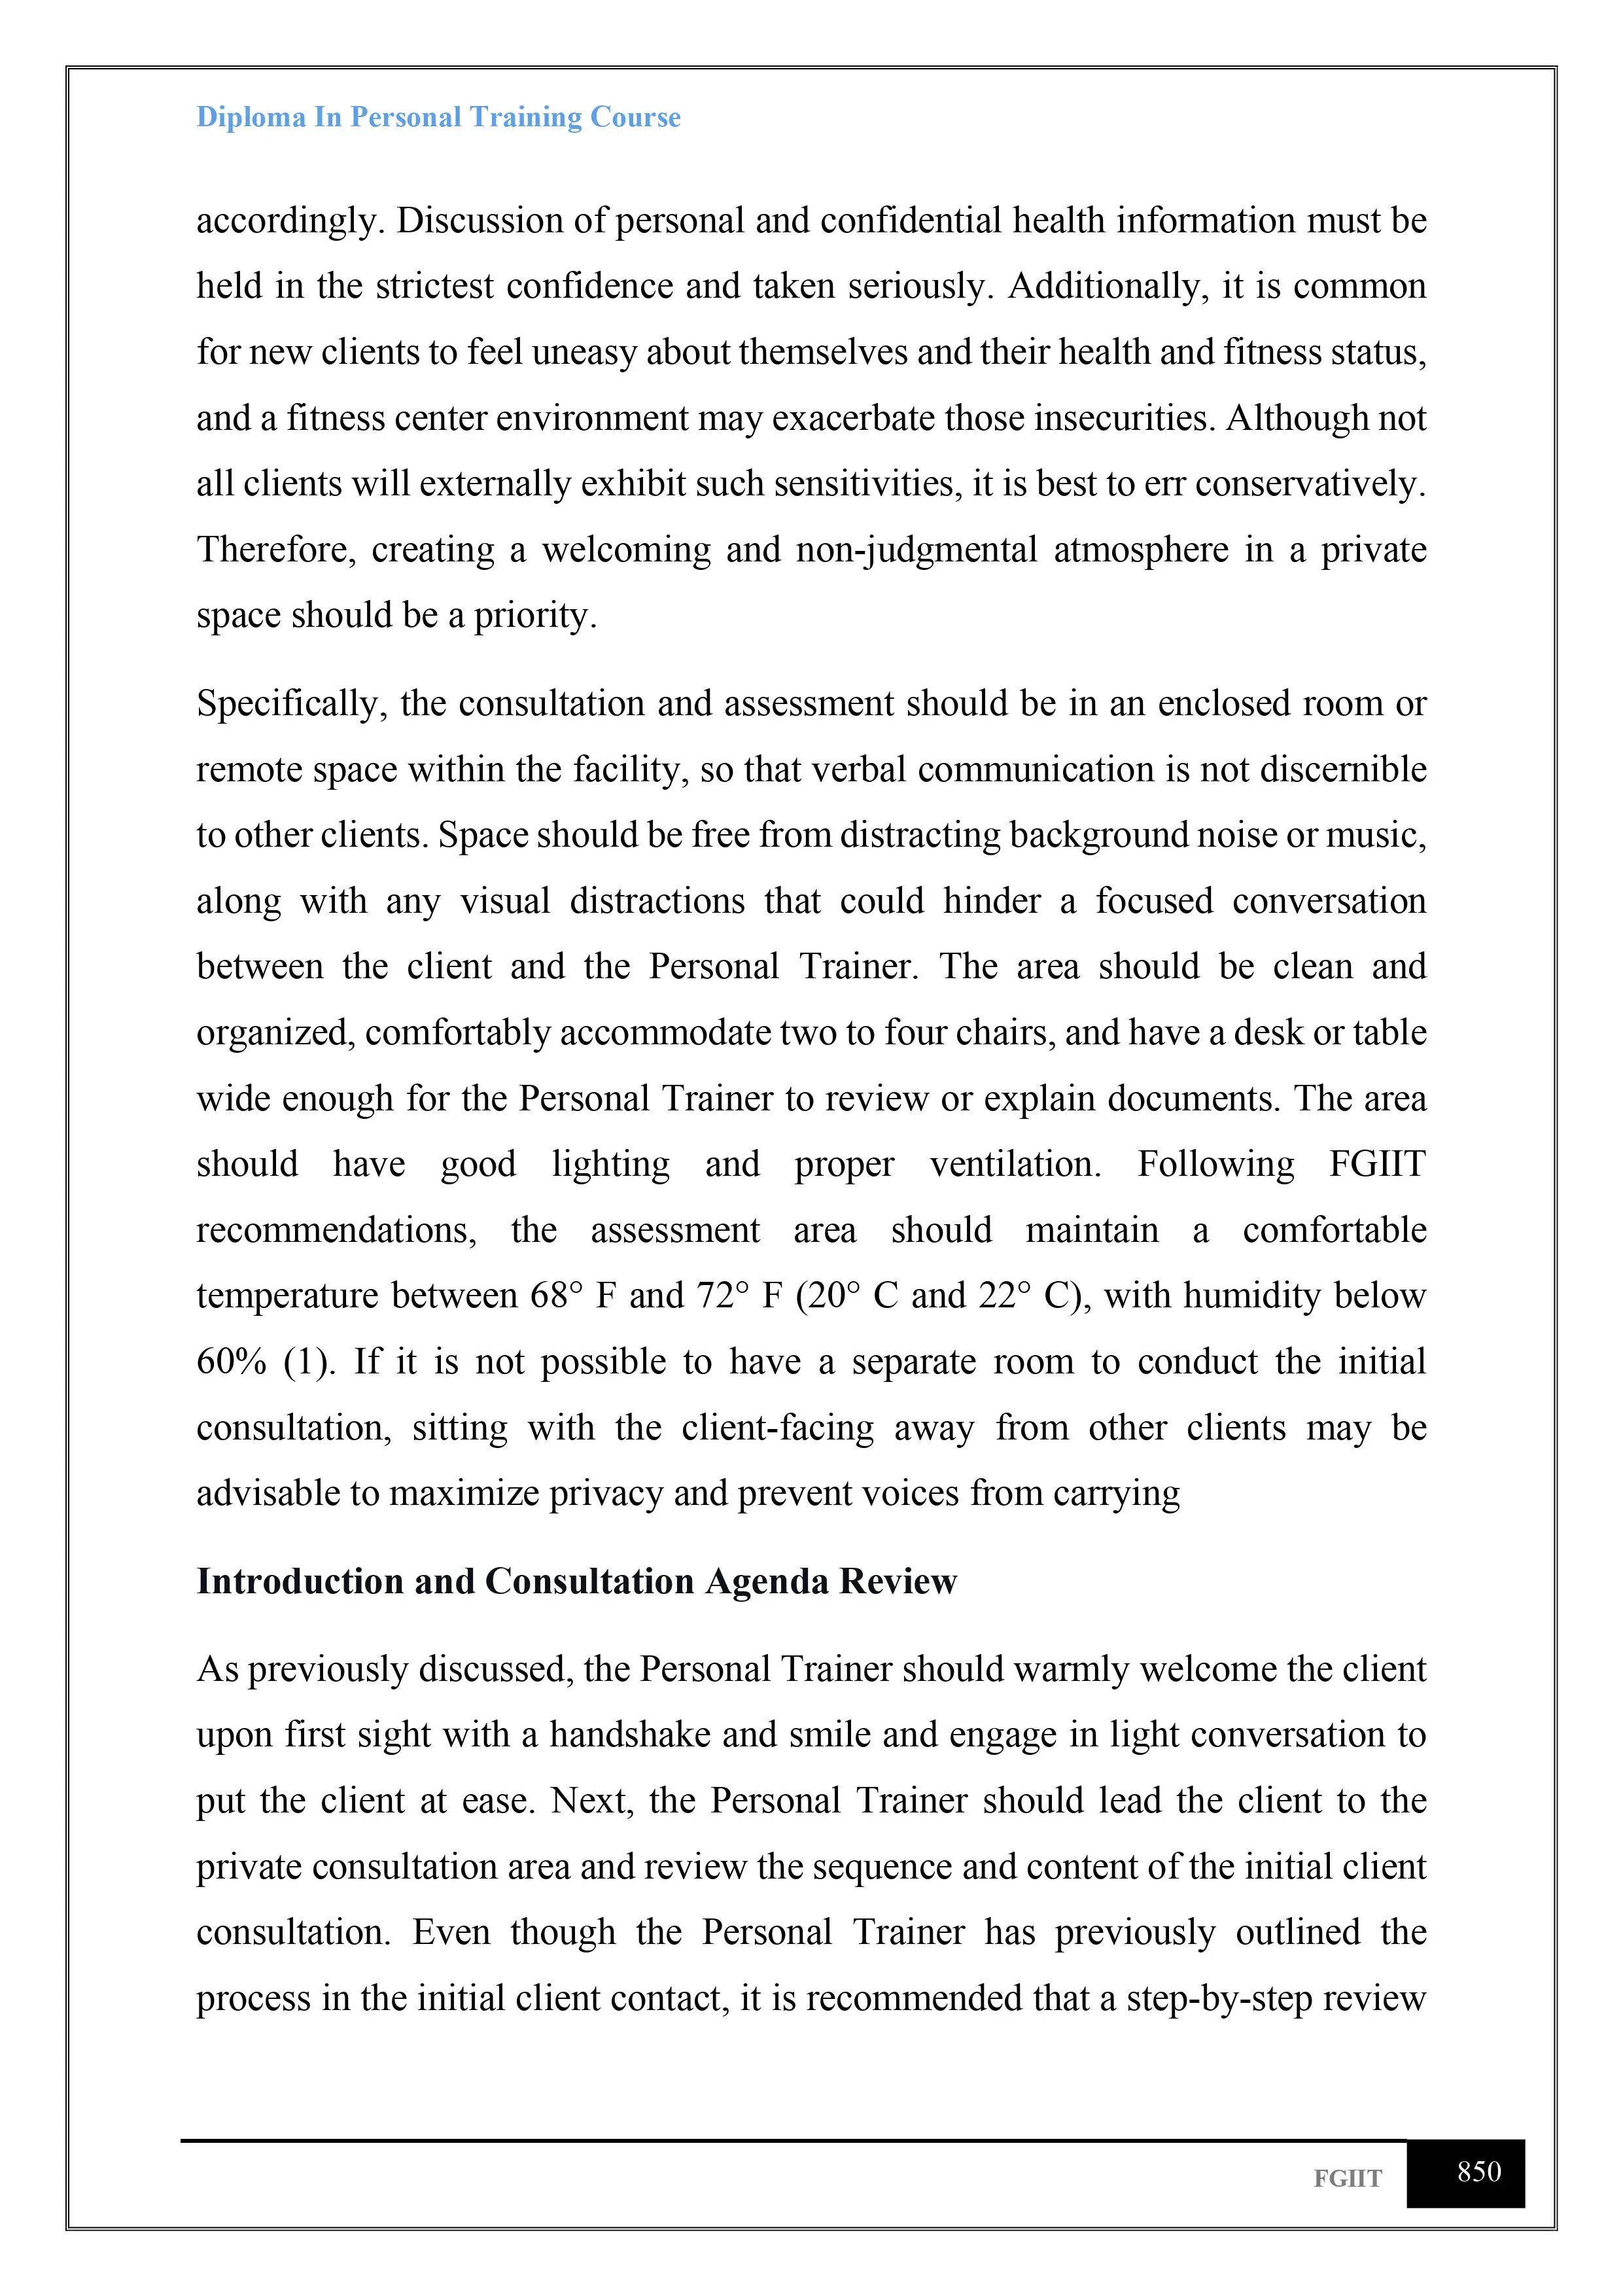 Diploma In Personal Training Course
accordingly. Discussion of personal and confidential health information must be
held in the strictest confidence and taken seriously. Additionally, it is common
for new clients to feel uneasy about themselves and their health and fitness status,
and a fitness center environment may exacerbate those insecurities. Although not
all clients will externally exhibit such sensitivities, it is best to err conservatively.
Therefore, creating a welcoming and non-judgmental atmosphere in a private
space should be a priority.
Specifically, the consultation and assessment should be in an enclosed room or
remote space within the facility, so that verbal communication is not discernible
to other clients. Space should be free from distracting background noise or music,
along with any visual distractions that could hinder a focused conversation
between the client and the Personal Trainer. The area should be clean and
organized, comfortably accommodate two to four chairs, and have a desk or table
wide enough for the Personal Trainer to review or explain documents. The area
should have good lighting and proper ventilation. Following FGIIT
recommendations, the assessment area should maintain a comfortable
temperature between 68° F and 72° F (20° C and 22° C), with humidity below
60% (1). If it is not possible to have a separate room to conduct the initial
consultation, sitting with the client-facing away from other clients may be
advisable to maximize privacy and prevent voices from carrying
Introduction and Consultation Agenda Review
As previously discussed, the Personal Trainer should warmly welcome the client
upon first sight with a handshake and smile and engage in light conversation to
put the client at ease. Next, the Personal Trainer should lead the client to the
private consultation area and review the sequence and content of the initial client
consultation. Even though the Personal Trainer has previously outlined the
process in the initial client contact, it is recommended that a step-by-step review
FGIIT 850